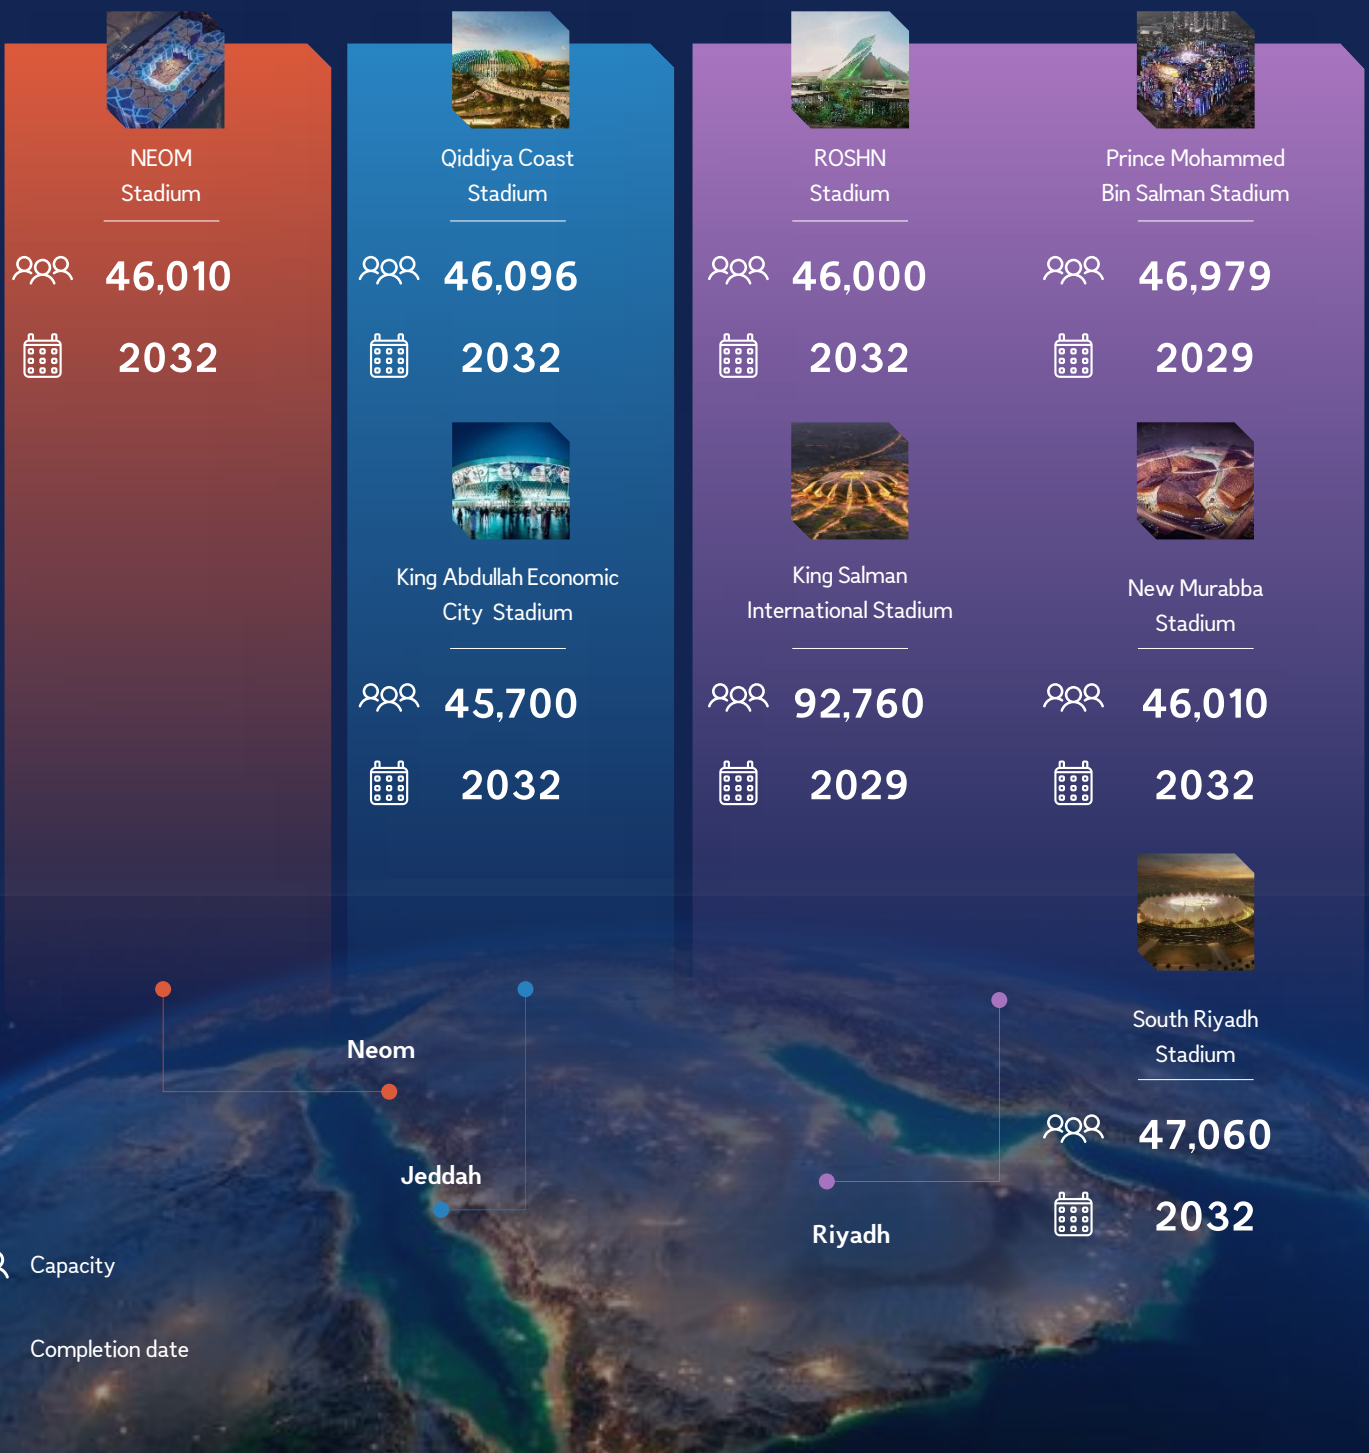 NEOM
Stadium
46,010
2032
Qiddiya Coast
Stadium
46,096
2032
King Abdullah Economic
City Stadium
45,700
2032
ROSHN
Stadium
46,000
2032
King Salman
International Stadium
92,760
2029
Prince Mohammed
Bin Salman Stadium
46,979
2029
New Murabba
Stadium
46,010
2032
South Riyadh
Stadium
47,060
2032
Neom
Jeddah
Riyadh
Capacity
Completion date